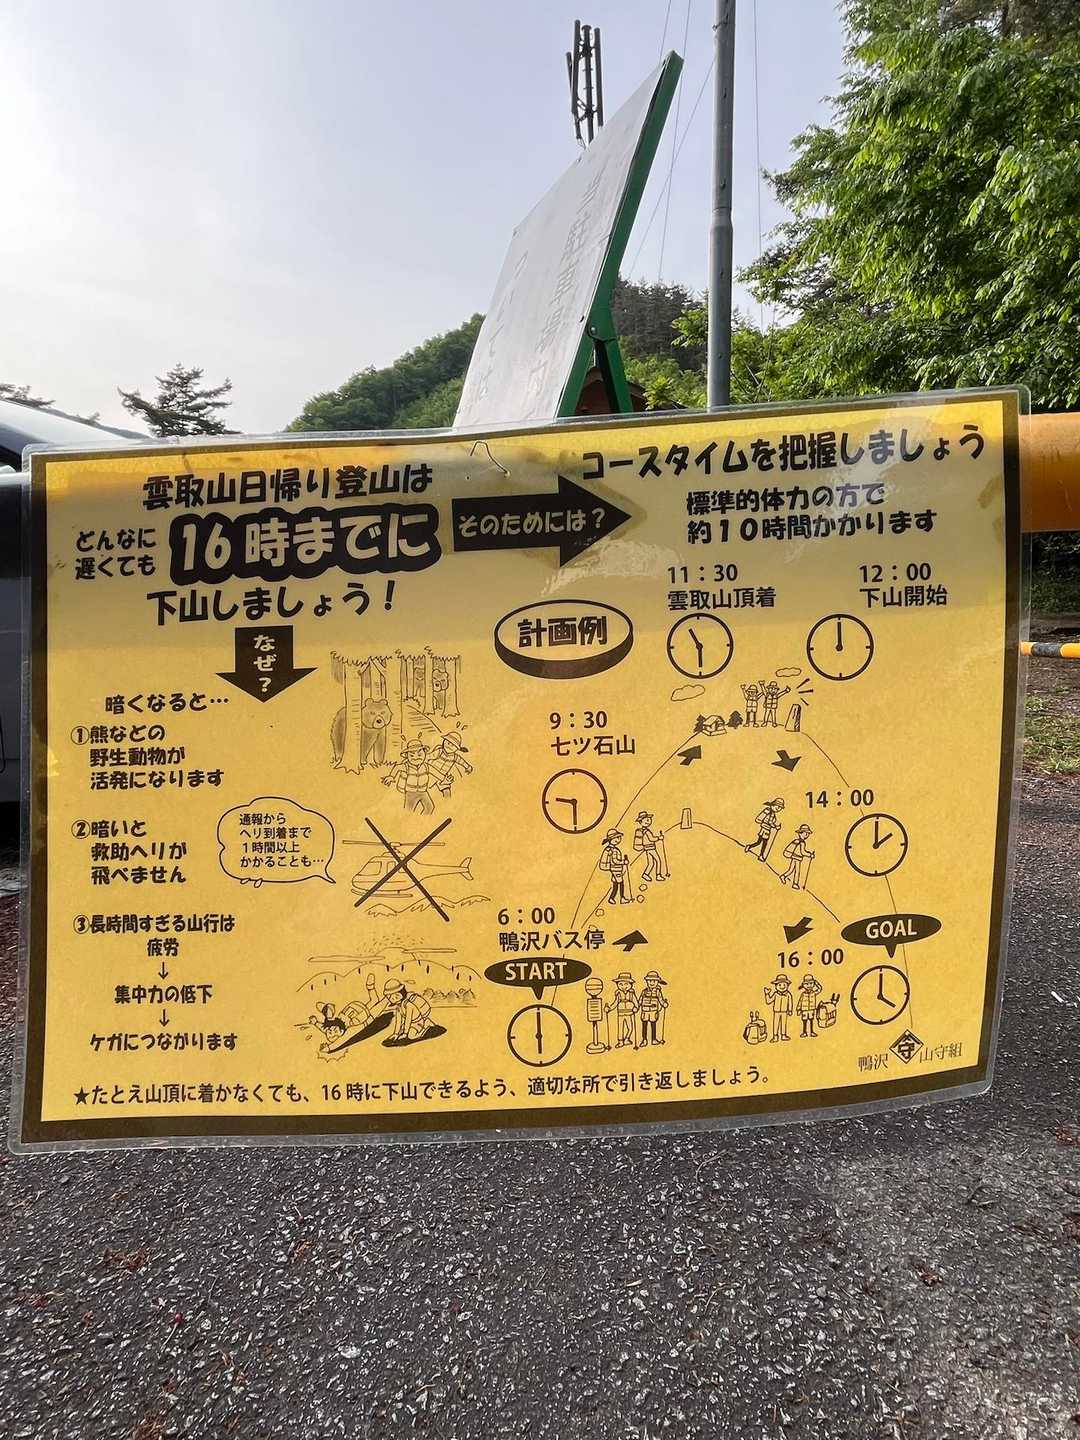 雲取山日帰り登山は
どんなに
遅くても
16時までに
下山しましょう！
そのためには？
コースタイムを把握しましょう
標準的体力の方で
約１０時間かかります
なぜ？
暗くなると…
①熊などの
野生動物が
活発になります
②暗いと
救助ヘリが
飛べません
通報から
ヘリ到着まで
１時間以上
かかることも…
③長時間すぎる山行は
疲労
↓
集中力の低下
↓
ケガにつながります
計画例
11：30
雲取山頂着
12：00
下山開始
9：30
七ツ石山
14：00
6：00
鴨沢バス停
START
GOAL
16：00
鴨沢 守 山守組
★たとえ山頂に着かなくても、16時に下山できるよう、適切な所で引き返しましょう。